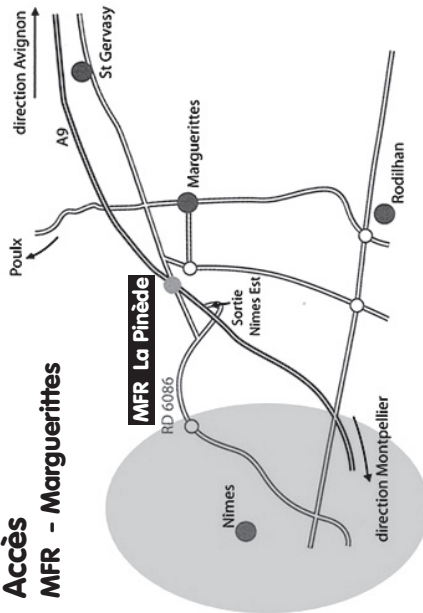 Accès
MFR - Marguerittes
Poulx
direction Avignon
A9
St Gervasy
Marguerittes
MFR La Pinède
RD 6086
Sortie
Nimes Est
Nimes
Rodilhan
direction Montpellier